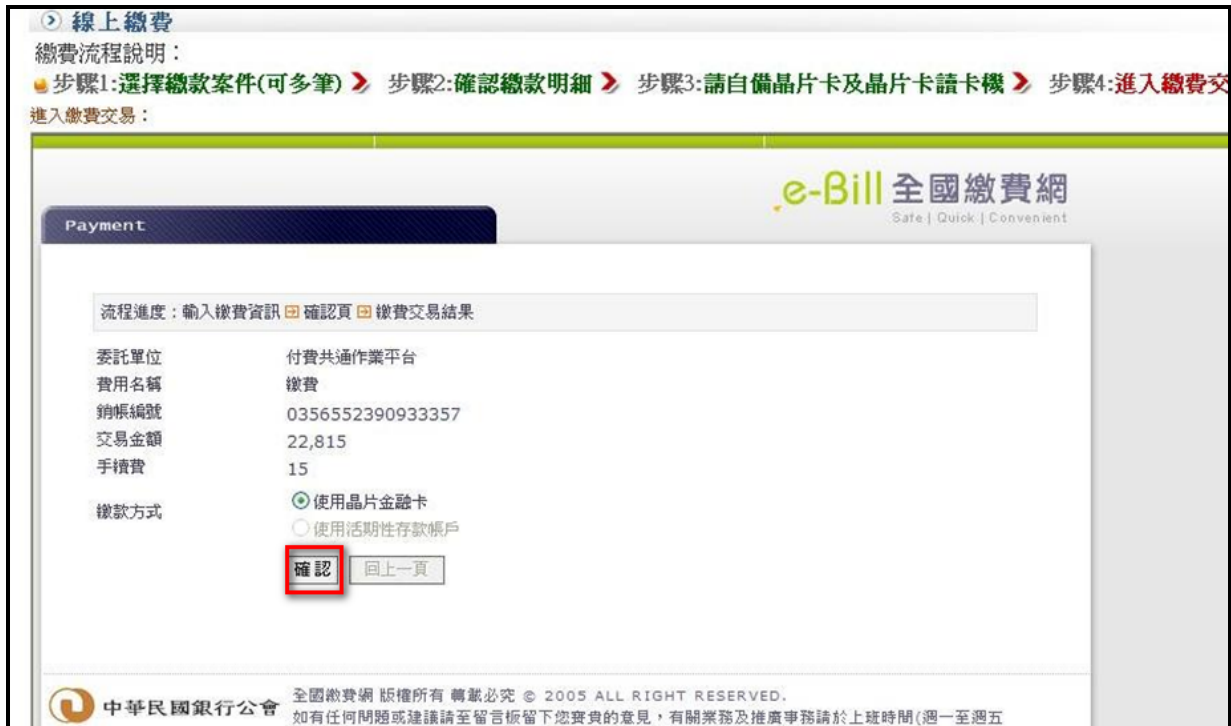 線上繳費
繳費流程說明：
步驟1:選擇繳款案件(可多筆) 步驟2:確認繳款明細 步驟3:請自備晶片卡及晶片卡讀卡機 步驟4:進入繳費交
進入繳費交易：
e-Bill 全國繳費網
Safe | Quick | Convenient
Payment
流程進度：輸入繳費資訊 確認頁 繳費交易結果
委託單位 付費共通作業平台
費用名稱 繳費
銷帳編號 0356552390933357
交易金額 22,815
手續費 15
繳款方式 使用晶片金融卡
使用活期性存款帳戶
確認 回上一頁
中華民國銀行公會 全國繳費網 版權所有 轉載必究 © 2005 ALL RIGHT RESERVED.
如有任何問題或建議請至留言板留下您寶貴的意見，有關業務及推廣事務請於上班時間(週一至週五